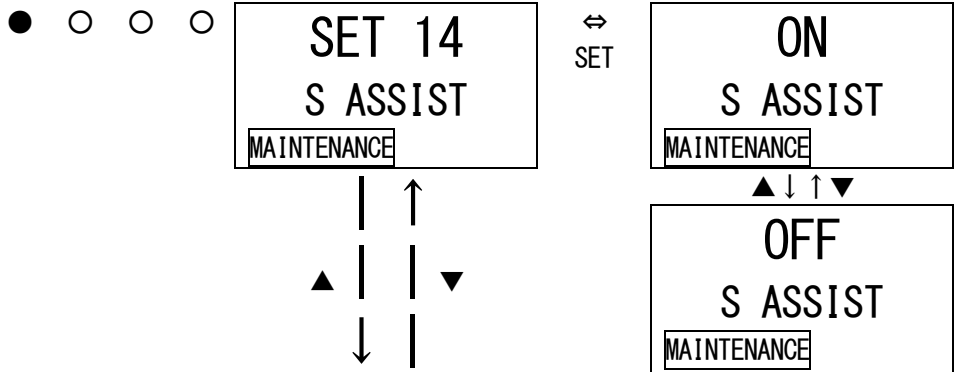 ● ○ ○ ○
SET 14
S ASSIST
MAINTENANCE
⇔
SET
ON
S ASSIST
MAINTENANCE
▲↓↑▼
OFF
S ASSIST
MAINTENANCE
▲ ↓ ↑ ▼